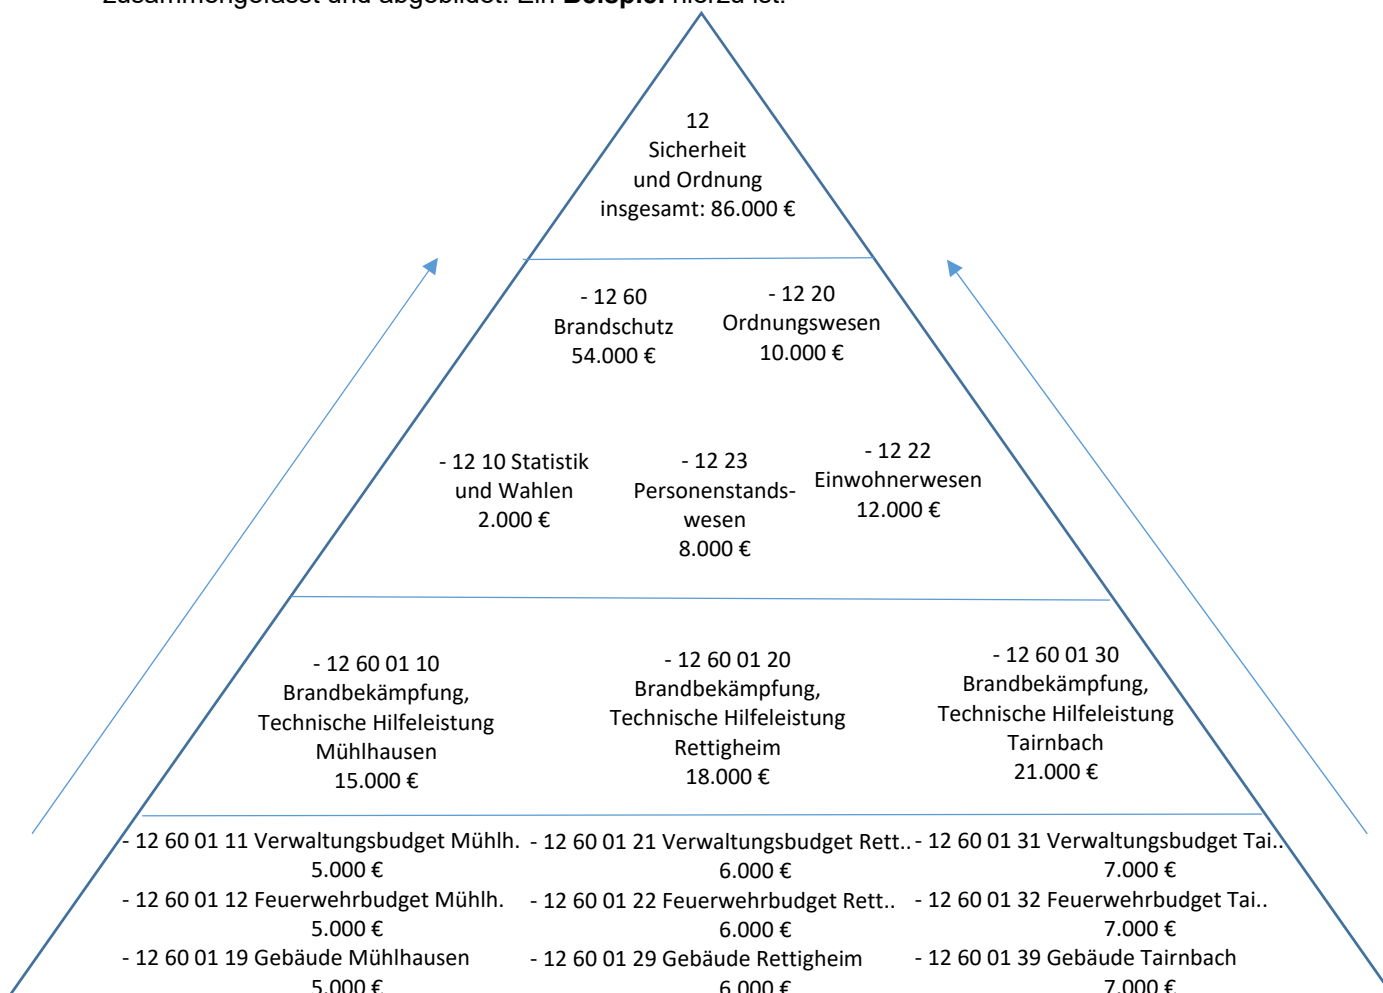 zusammengefasst und abgebildet. Ein Beispiel hierzu ist:
12
Sicherheit
und Ordnung
insgesamt: 86.000 €
- 12 60
Brandschutz
54.000 €
- 12 20
Ordnungswesen
10.000 €
- 12 10 Statistik
und Wahlen
2.000 €
- 12 23
Personenstands-
wesen
8.000 €
- 12 22
Einwohnerwesen
12.000 €
- 12 60 01 10
Brandbekämpfung,
Technische Hilfeleistung
Mühlhausen
15.000 €
- 12 60 01 20
Brandbekämpfung,
Technische Hilfeleistung
Rettigheim
18.000 €
- 12 60 01 30
Brandbekämpfung,
Technische Hilfeleistung
Tairnbach
21.000 €
- 12 60 01 11 Verwaltungsbudget Mühlh.
5.000 €
- 12 60 01 12 Feuerwehrbudget Mühlh.
5.000 €
- 12 60 01 19 Gebäude Mühlhausen
5.000 €
- 12 60 01 21 Verwaltungsbudget Rett..
6.000 €
- 12 60 01 22 Feuerwehrbudget Rett..
6.000 €
- 12 60 01 29 Gebäude Rettigheim
6.000 €
- 12 60 01 31 Verwaltungsbudget Tai..
7.000 €
- 12 60 01 32 Feuerwehrbudget Tai..
7.000 €
- 12 60 01 39 Gebäude Tairnbach
7.000 €